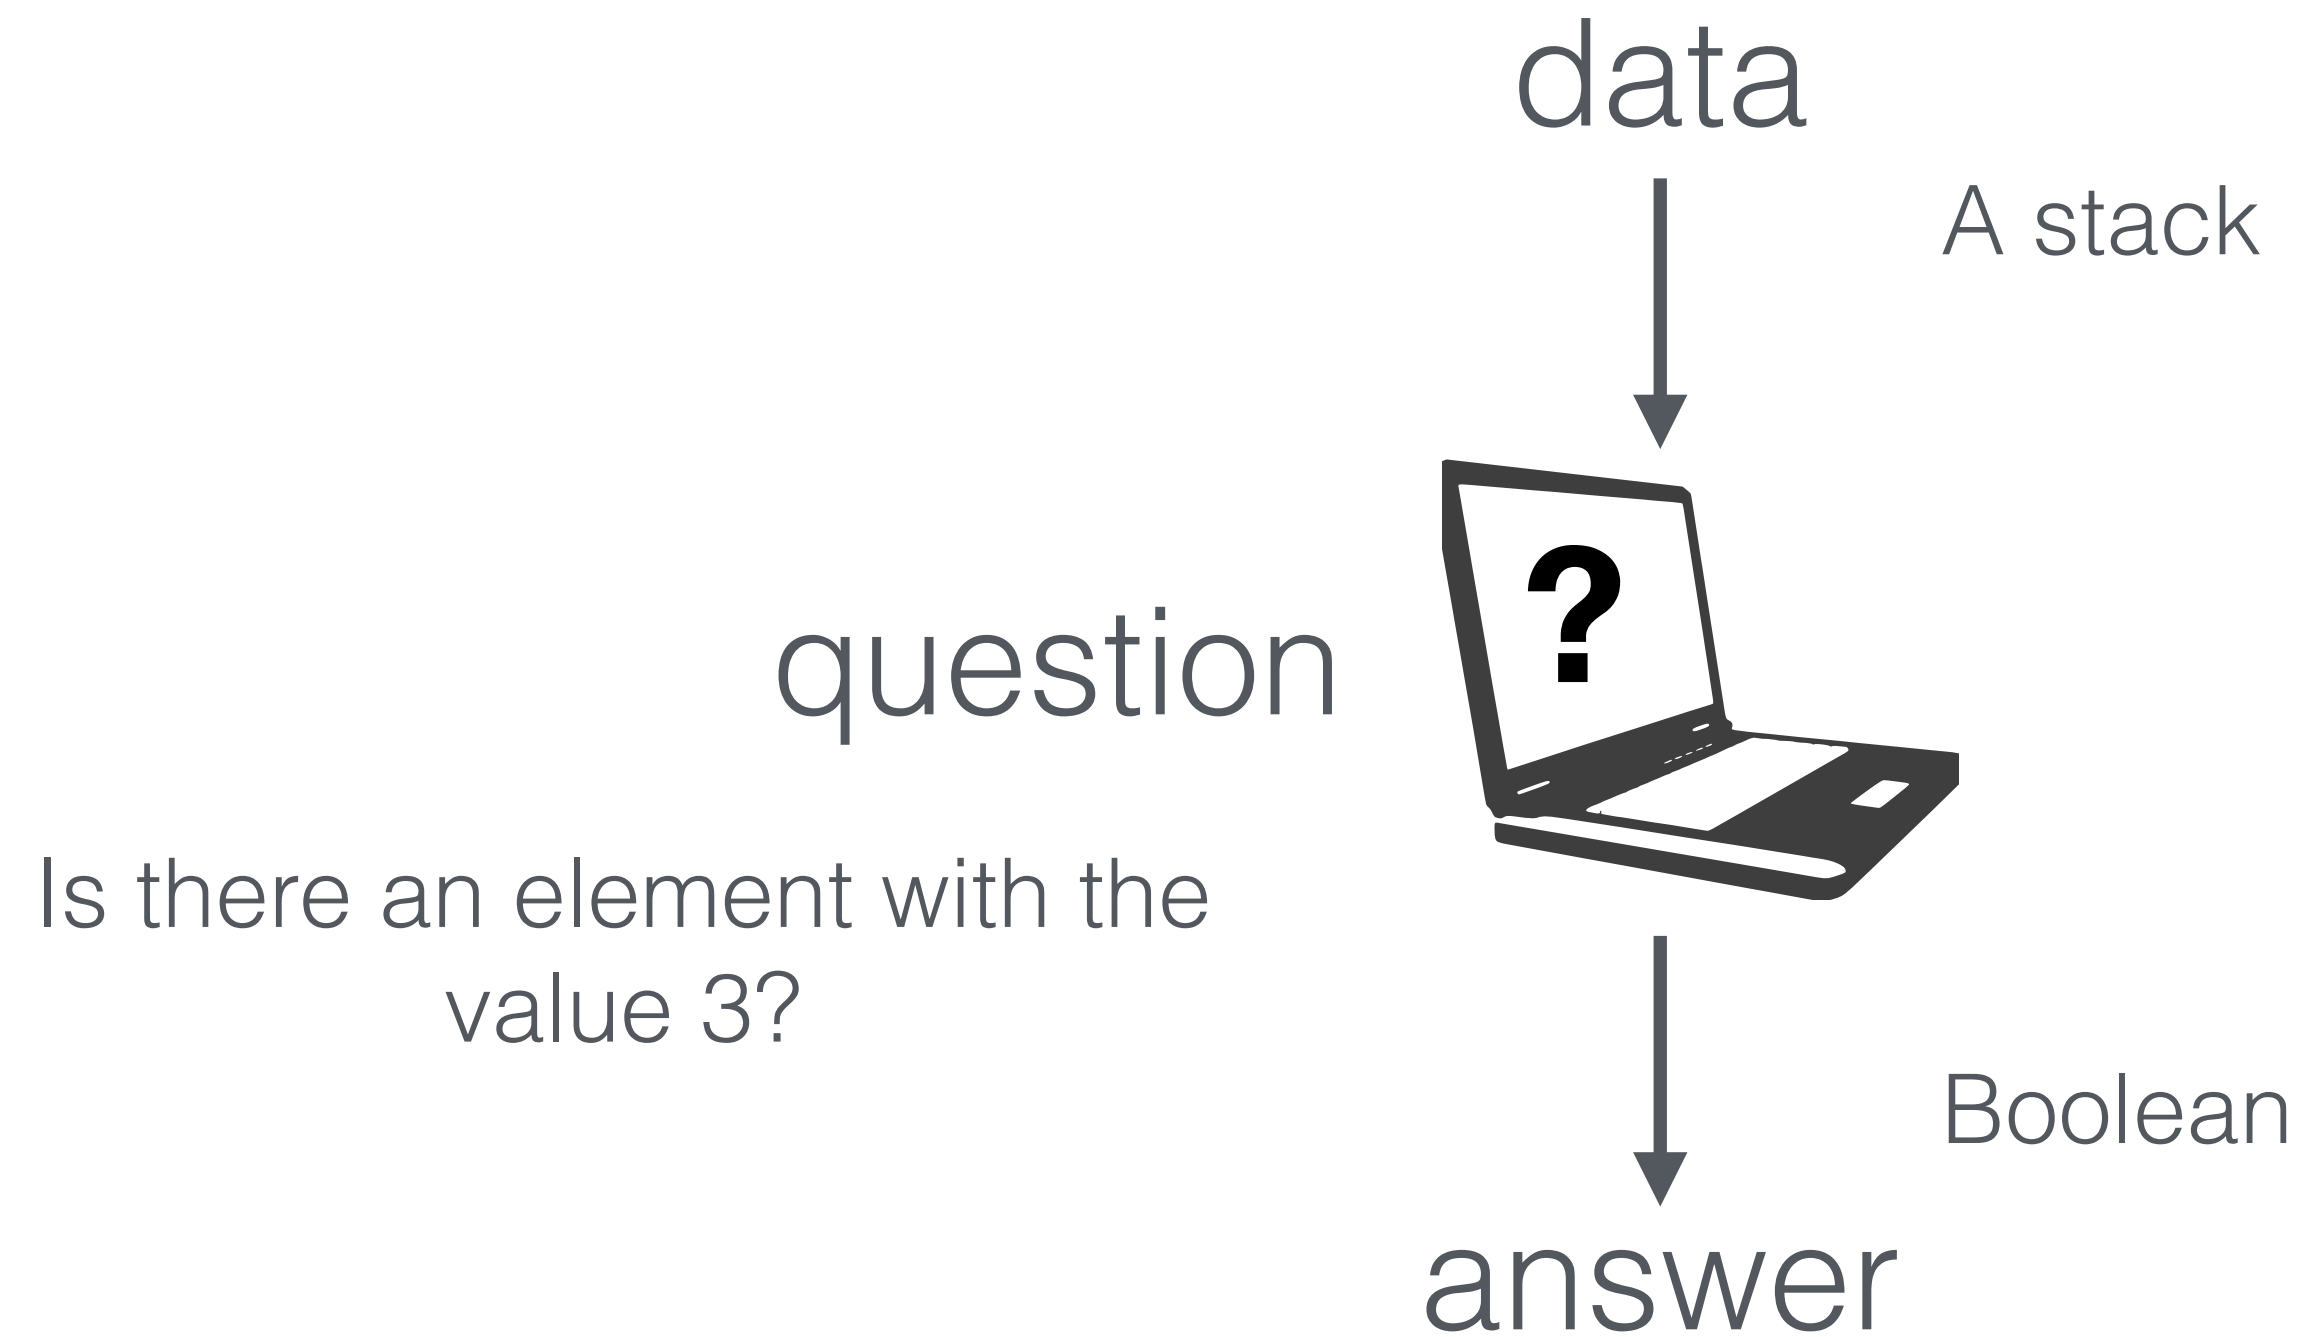 data
A stack
?
question
Is there an element with the
value 3?
Boolean
answer